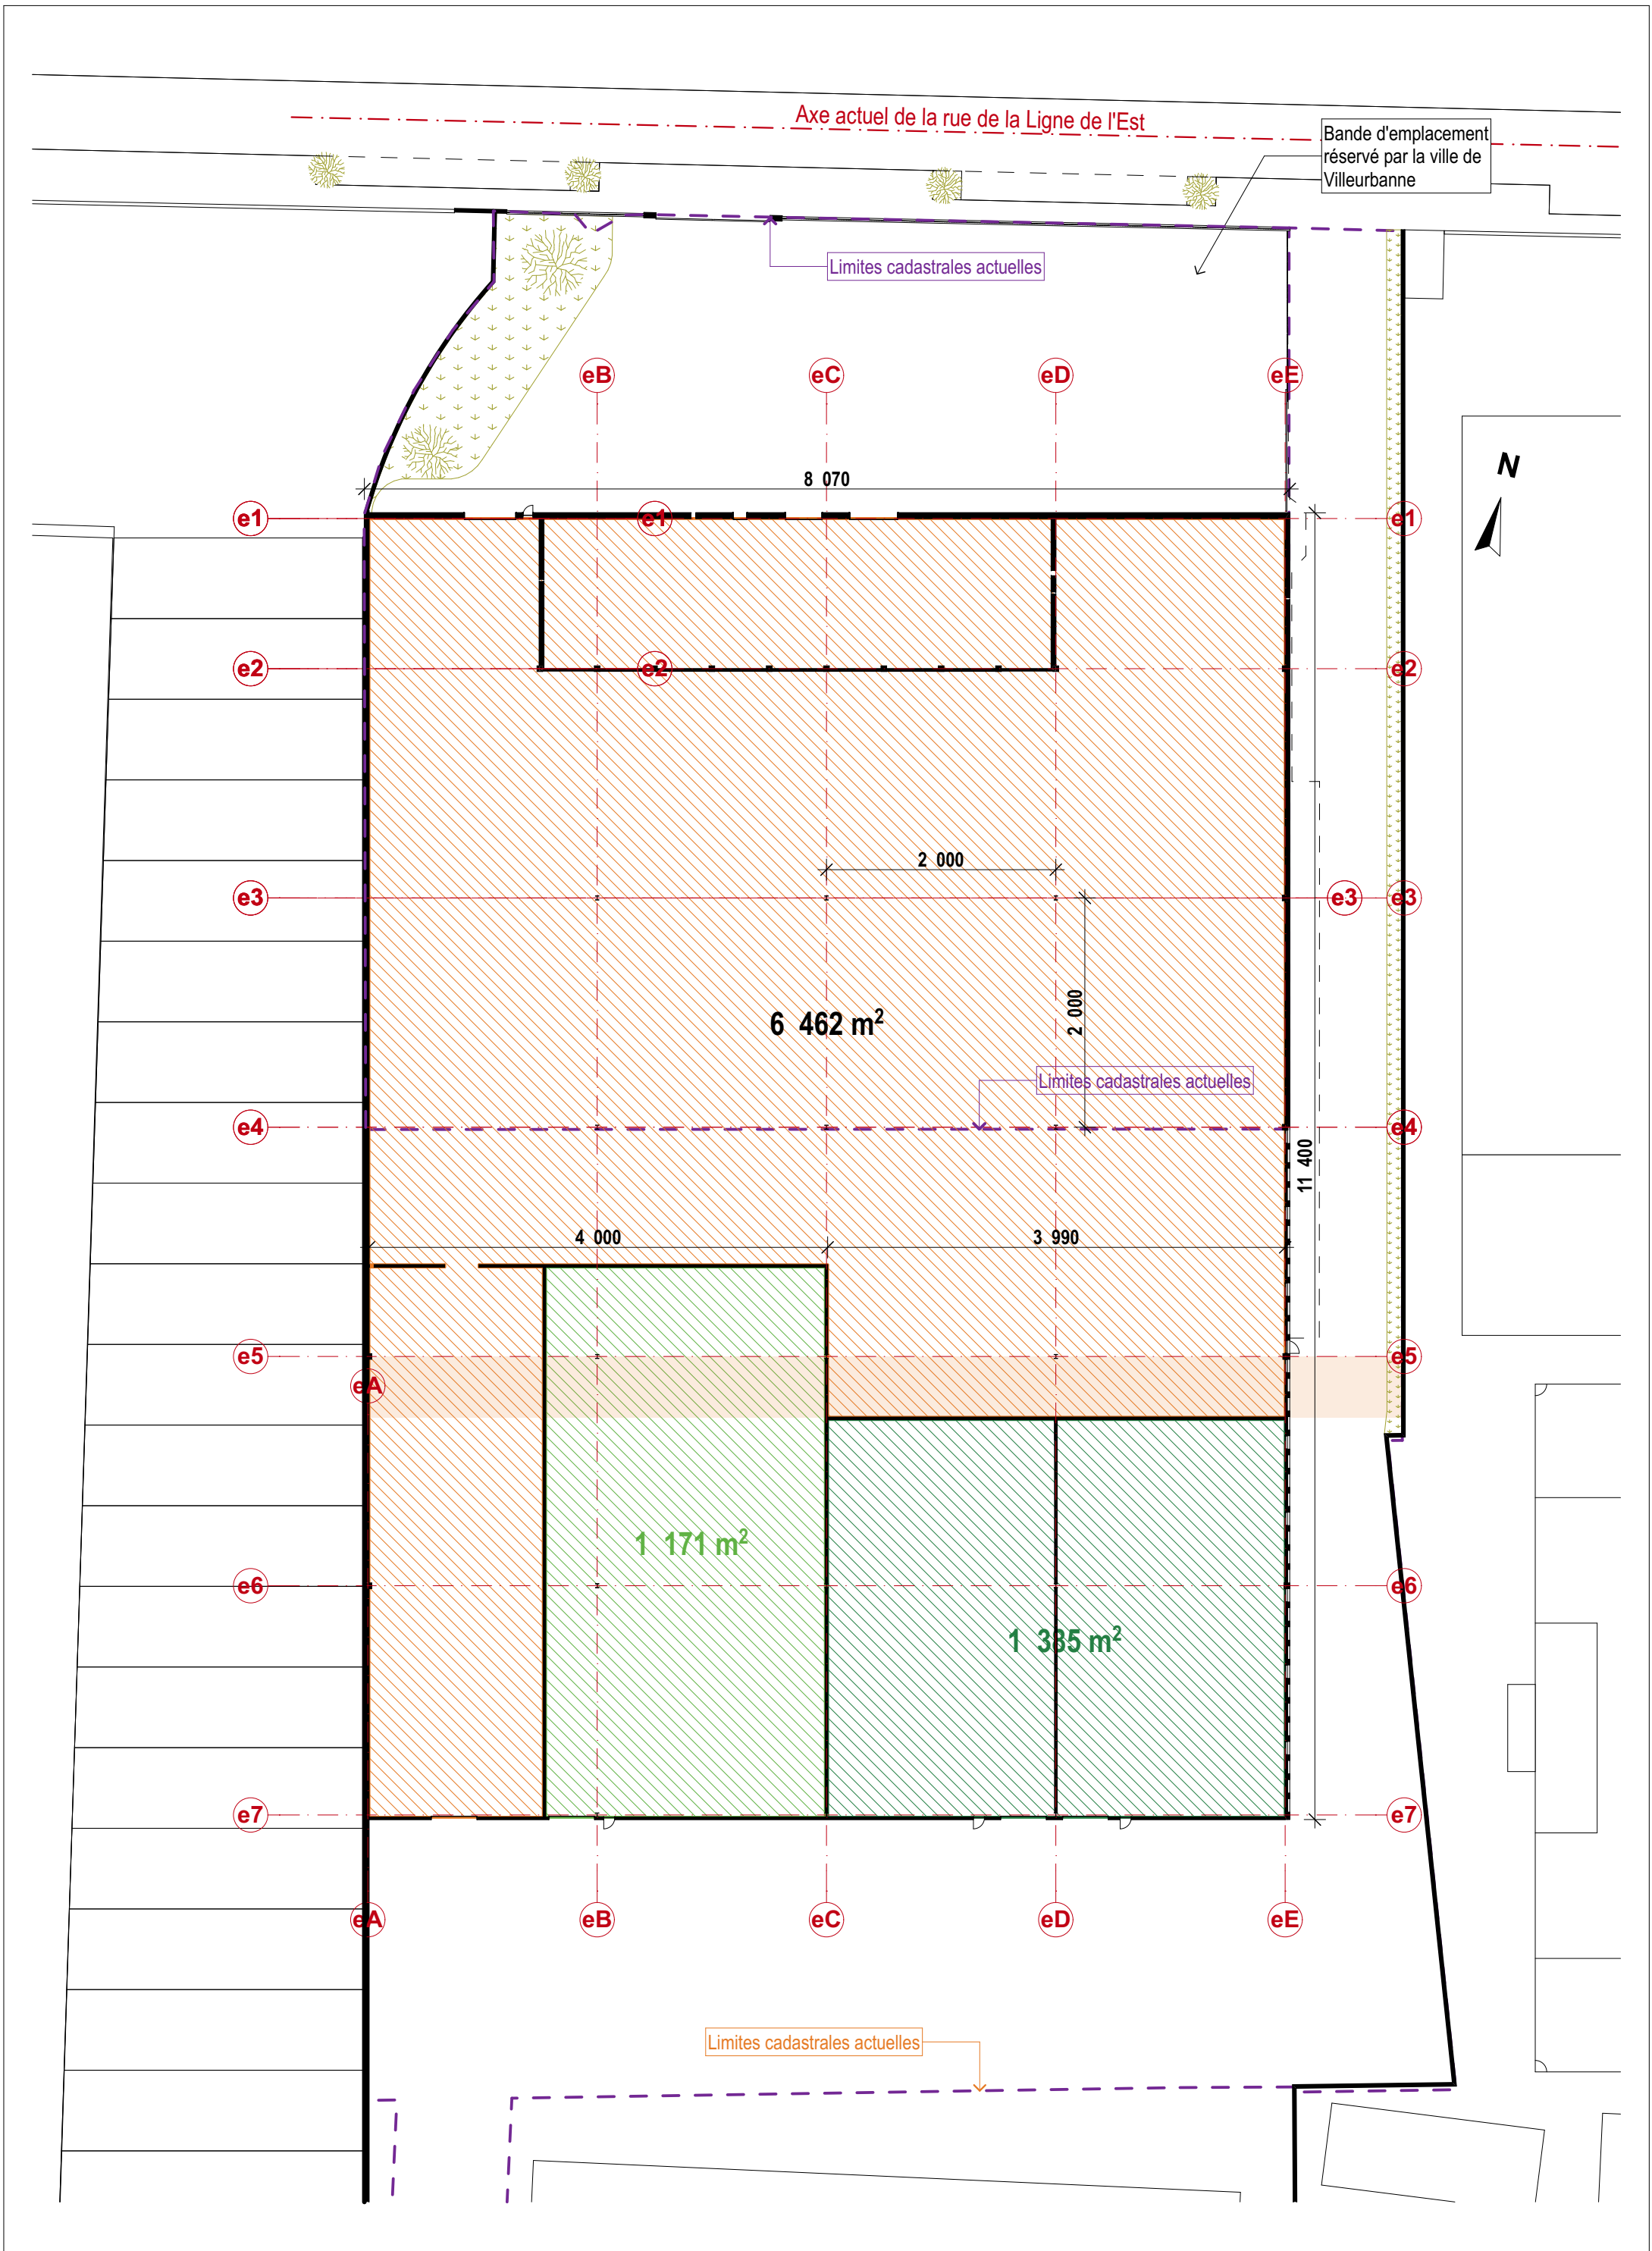 Axe actuel de la rue de la Ligne de l'Est
Bande d'emplacement
réservé par la ville de
Villeurbanne
Limites cadastrales actuelles
eB
eC
eD
eE
N
8 070
e1
e1
e1
e2
e2
e2
2 000
e3
e3
e3
2 000
6 462 m²
Limites cadastrales actuelles
e4
e4
11 400
4 000
3 990
e5
e5
eA
1 171 m²
e6
e6
1 385 m²
e7
e7
eA
eB
eC
eD
eE
Limites cadastrales actuelles